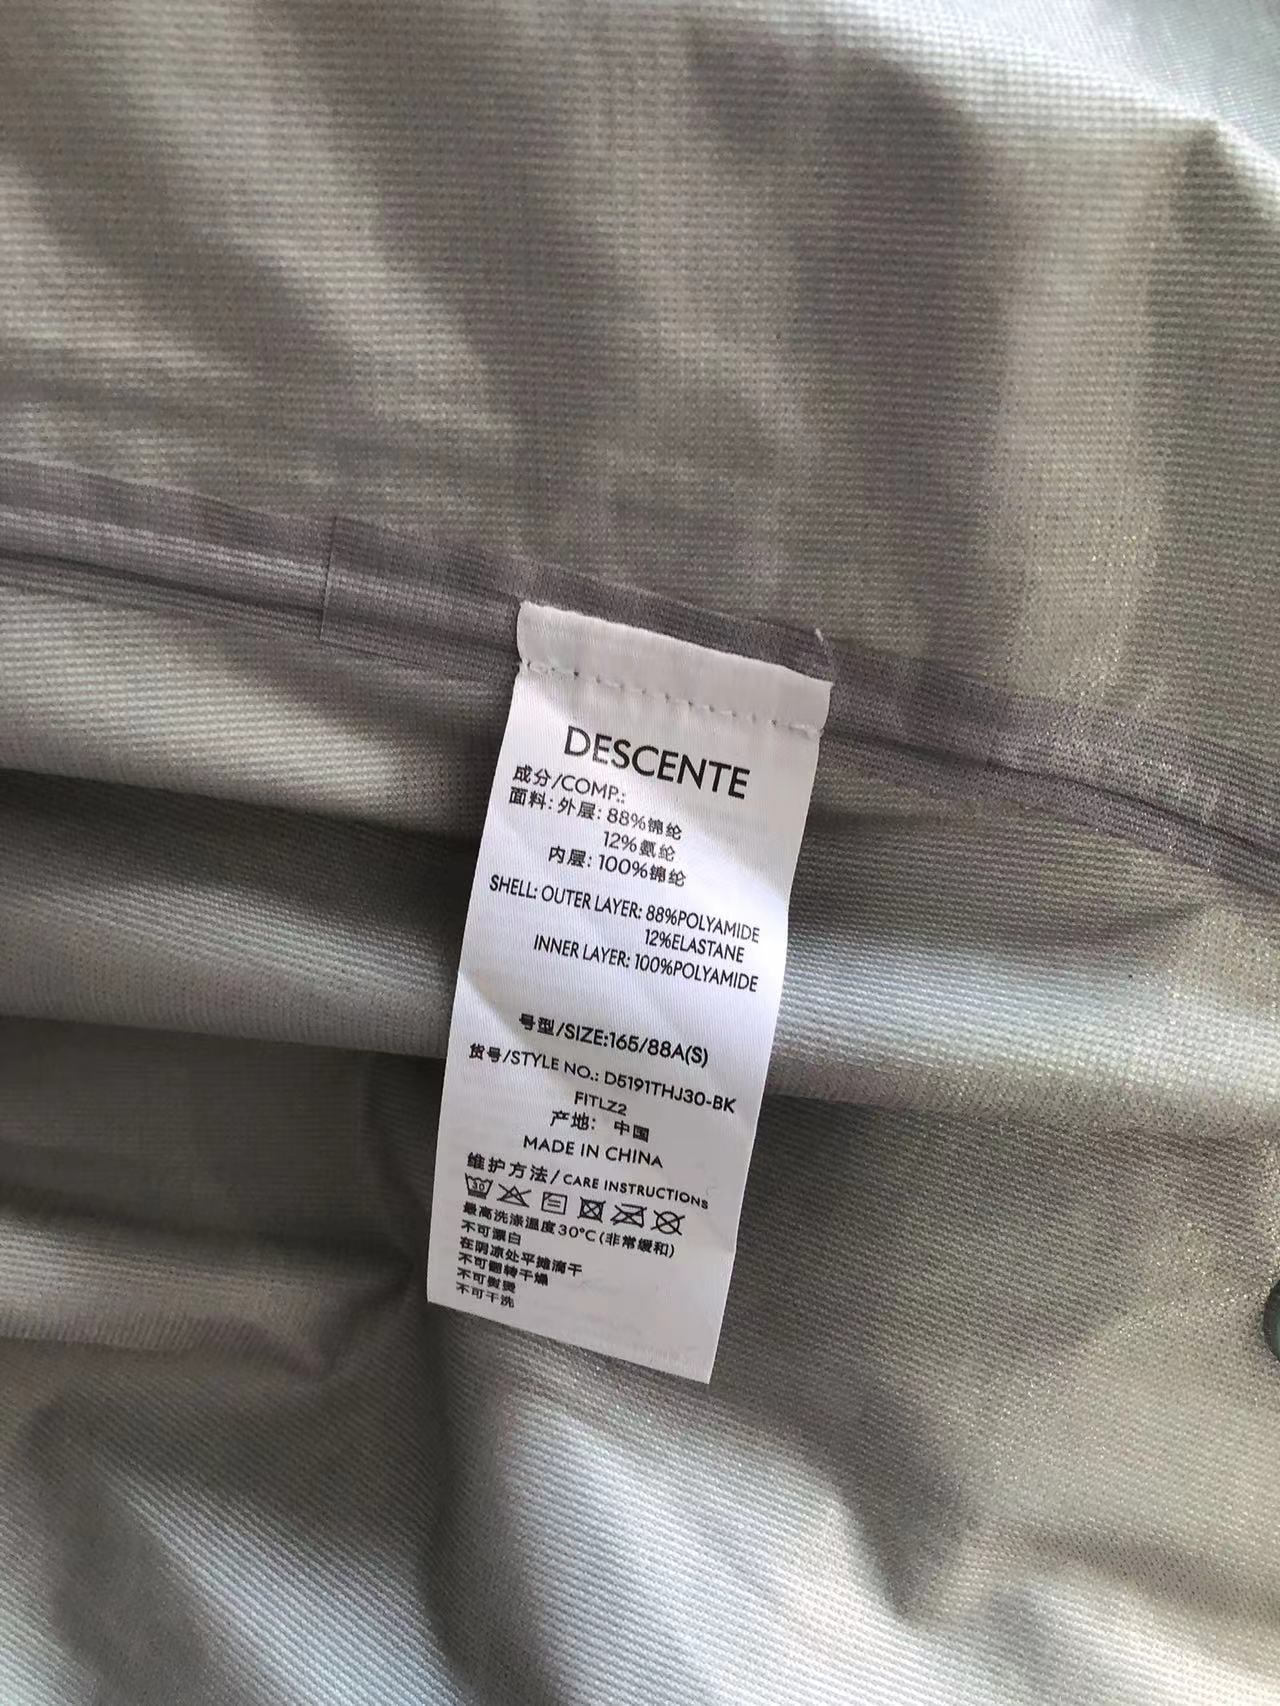 DESCENTE
成分/COMP.:
面料: 外层: 88%锦纶
12%氨纶
内层: 100%锦纶
SHELL: OUTER LAYER: 88%POLYAMIDE
12%ELASTANE
INNER LAYER: 100%POLYAMIDE
号型/SIZE:165/88A(S)
货号/STYLE NO.: D5191THJ30-BK
FITLZ2
产地: 中国
MADE IN CHINA
维护方法/CARE INSTRUCTIONS
30
最高洗涤温度30°C(非常缓和)
不可漂白
在阴凉处平摊滴干
不可翻转干燥
不可熨烫
不可干洗